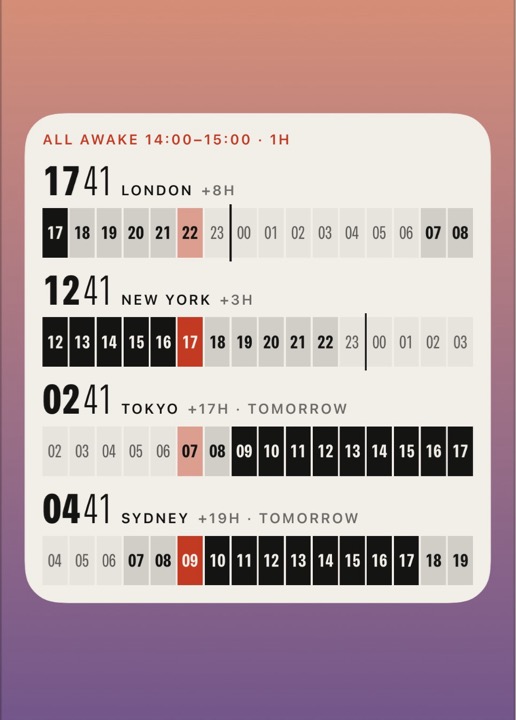 ALL AWAKE 14:00–15:00 · 1H
1741 LONDON +8H
17 18 19 20 21 22 23 00 01 02 03 04 05 06 07 08
1241 NEW YORK +3H
12 13 14 15 16 17 18 19 20 21 22 23 00 01 02 03
0241 TOKYO +17H · TOMORROW
02 03 04 05 06 07 08 09 10 11 12 13 14 15 16 17
0441 SYDNEY +19H · TOMORROW
04 05 06 07 08 09 10 11 12 13 14 15 16 17 18 19